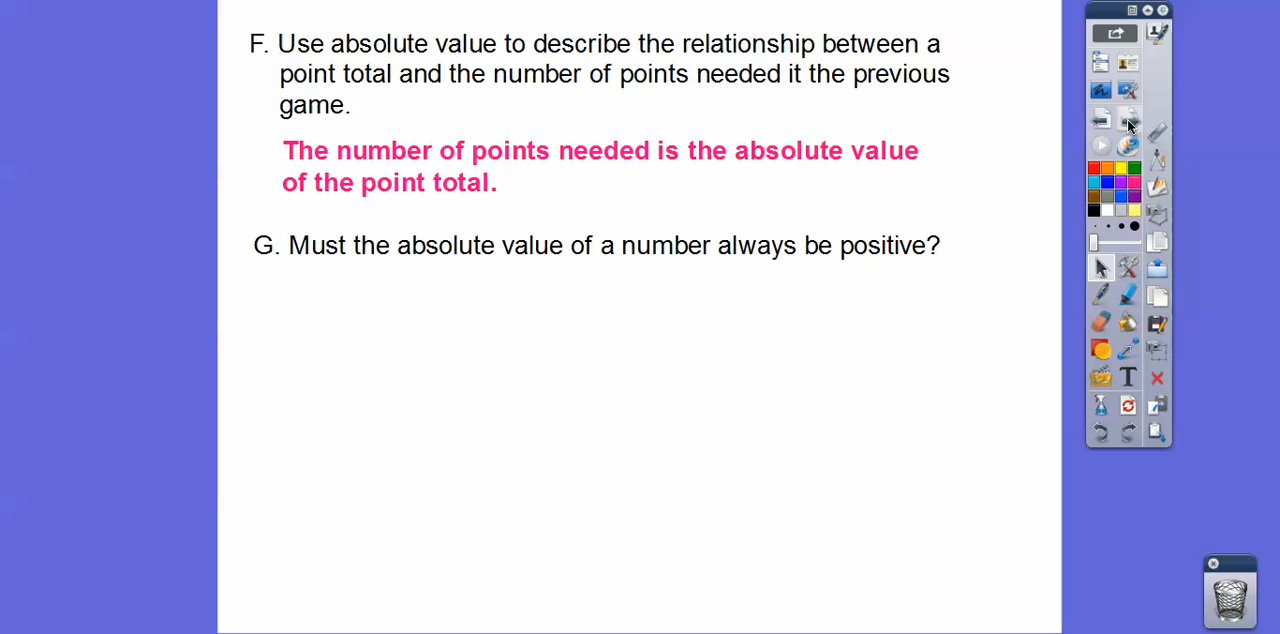 F. Use absolute value to describe the relationship between a
point total and the number of points needed it the previous
game.
The number of points needed is the absolute value
of the point total.
G. Must the absolute value of a number always be positive?